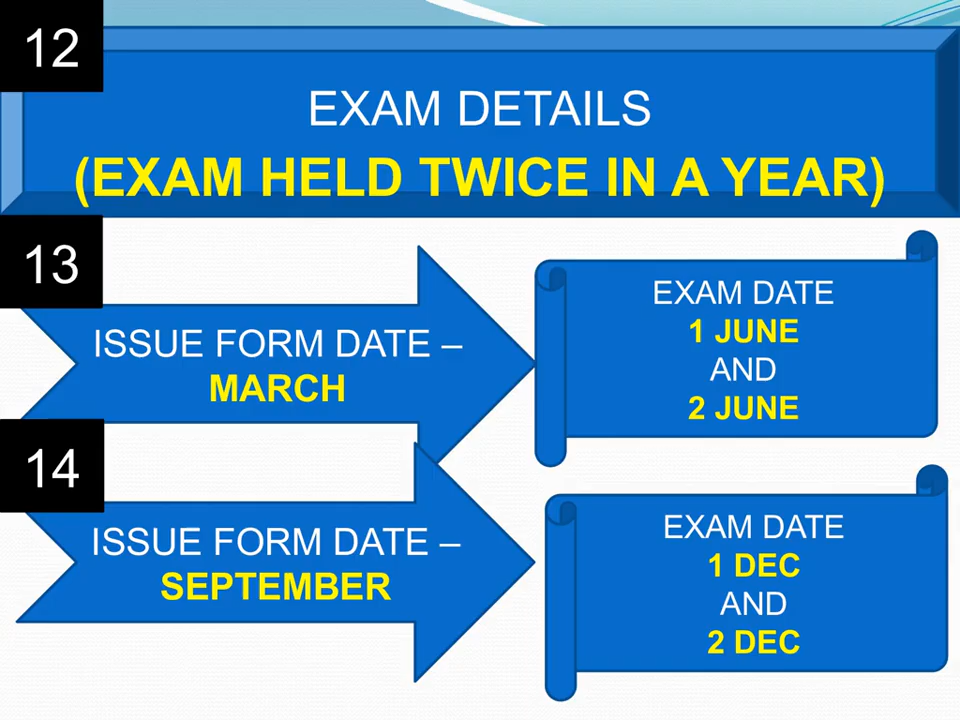 12
EXAM DETAILS
(EXAM HELD TWICE IN A YEAR)
13
ISSUE FORM DATE –
MARCH
EXAM DATE
1 JUNE
AND
2 JUNE
14
ISSUE FORM DATE –
SEPTEMBER
EXAM DATE
1 DEC
AND
2 DEC